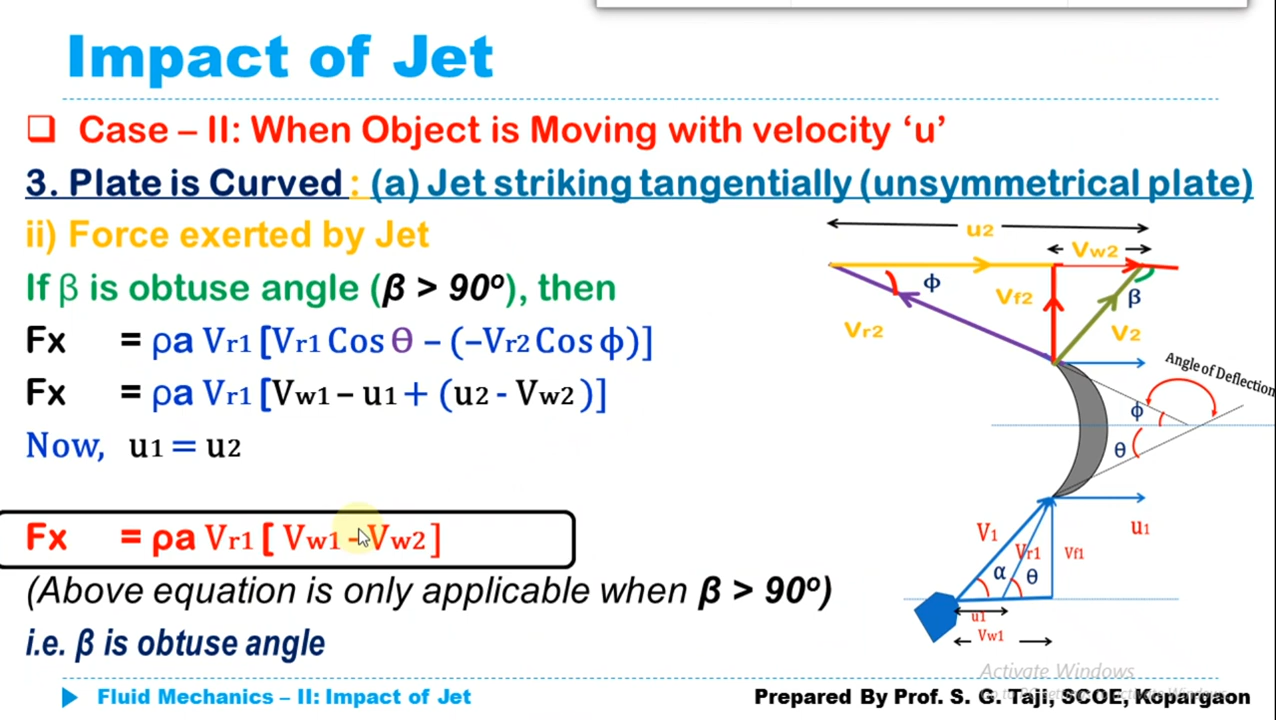 Impact of Jet
❑ Case – II: When Object is Moving with velocity ‘u’
3. Plate is Curved : (a) Jet striking tangentially (unsymmetrical plate)
ii) Force exerted by Jet
If β is obtuse angle (β > 90º), then
Fx = ρa Vr1 [Vr1 Cos θ – (–Vr2 Cos ϕ)]
Fx = ρa Vr1 [Vw1 – u1 + (u2 - Vw2 )]
Now, u1 = u2
Fx = ρa Vr1 [ Vw1 - Vw2 ]
(Above equation is only applicable when β > 90º)
i.e. β is obtuse angle
u2
Vw2
ϕ
Vf2
β
Vr2
V2
Angle of Deflection
ϕ
θ
V1
Vr1
Vf1
u1
α
θ
u1
Vw1
Activate Windows
Fluid Mechanics – II: Impact of Jet
Prepared By Prof. S. G. Taji, SCOE, Kopargaon